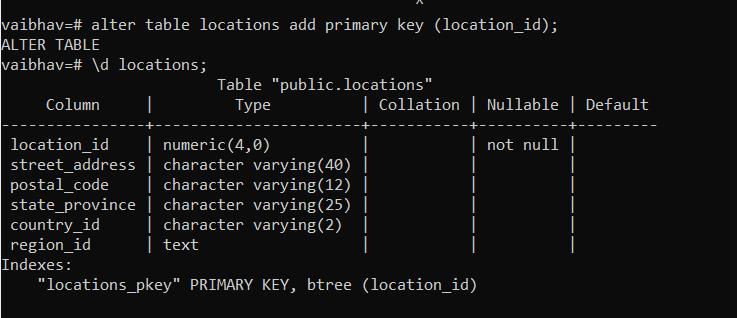 ^
vaibhav=# alter table locations add primary key (location_id);
ALTER TABLE
vaibhav=# \d locations;
                        Table "public.locations"
     Column     |         Type          | Collation | Nullable | Default
----------------+-----------------------+-----------+----------+---------
 location_id    | numeric(4,0)          |           | not null |
 street_address | character varying(40) |           |          |
 postal_code    | character varying(12) |           |          |
 state_province | character varying(25) |           |          |
 country_id     | character varying(2)  |           |          |
 region_id      | text                  |           |          |
Indexes:
    "locations_pkey" PRIMARY KEY, btree (location_id)